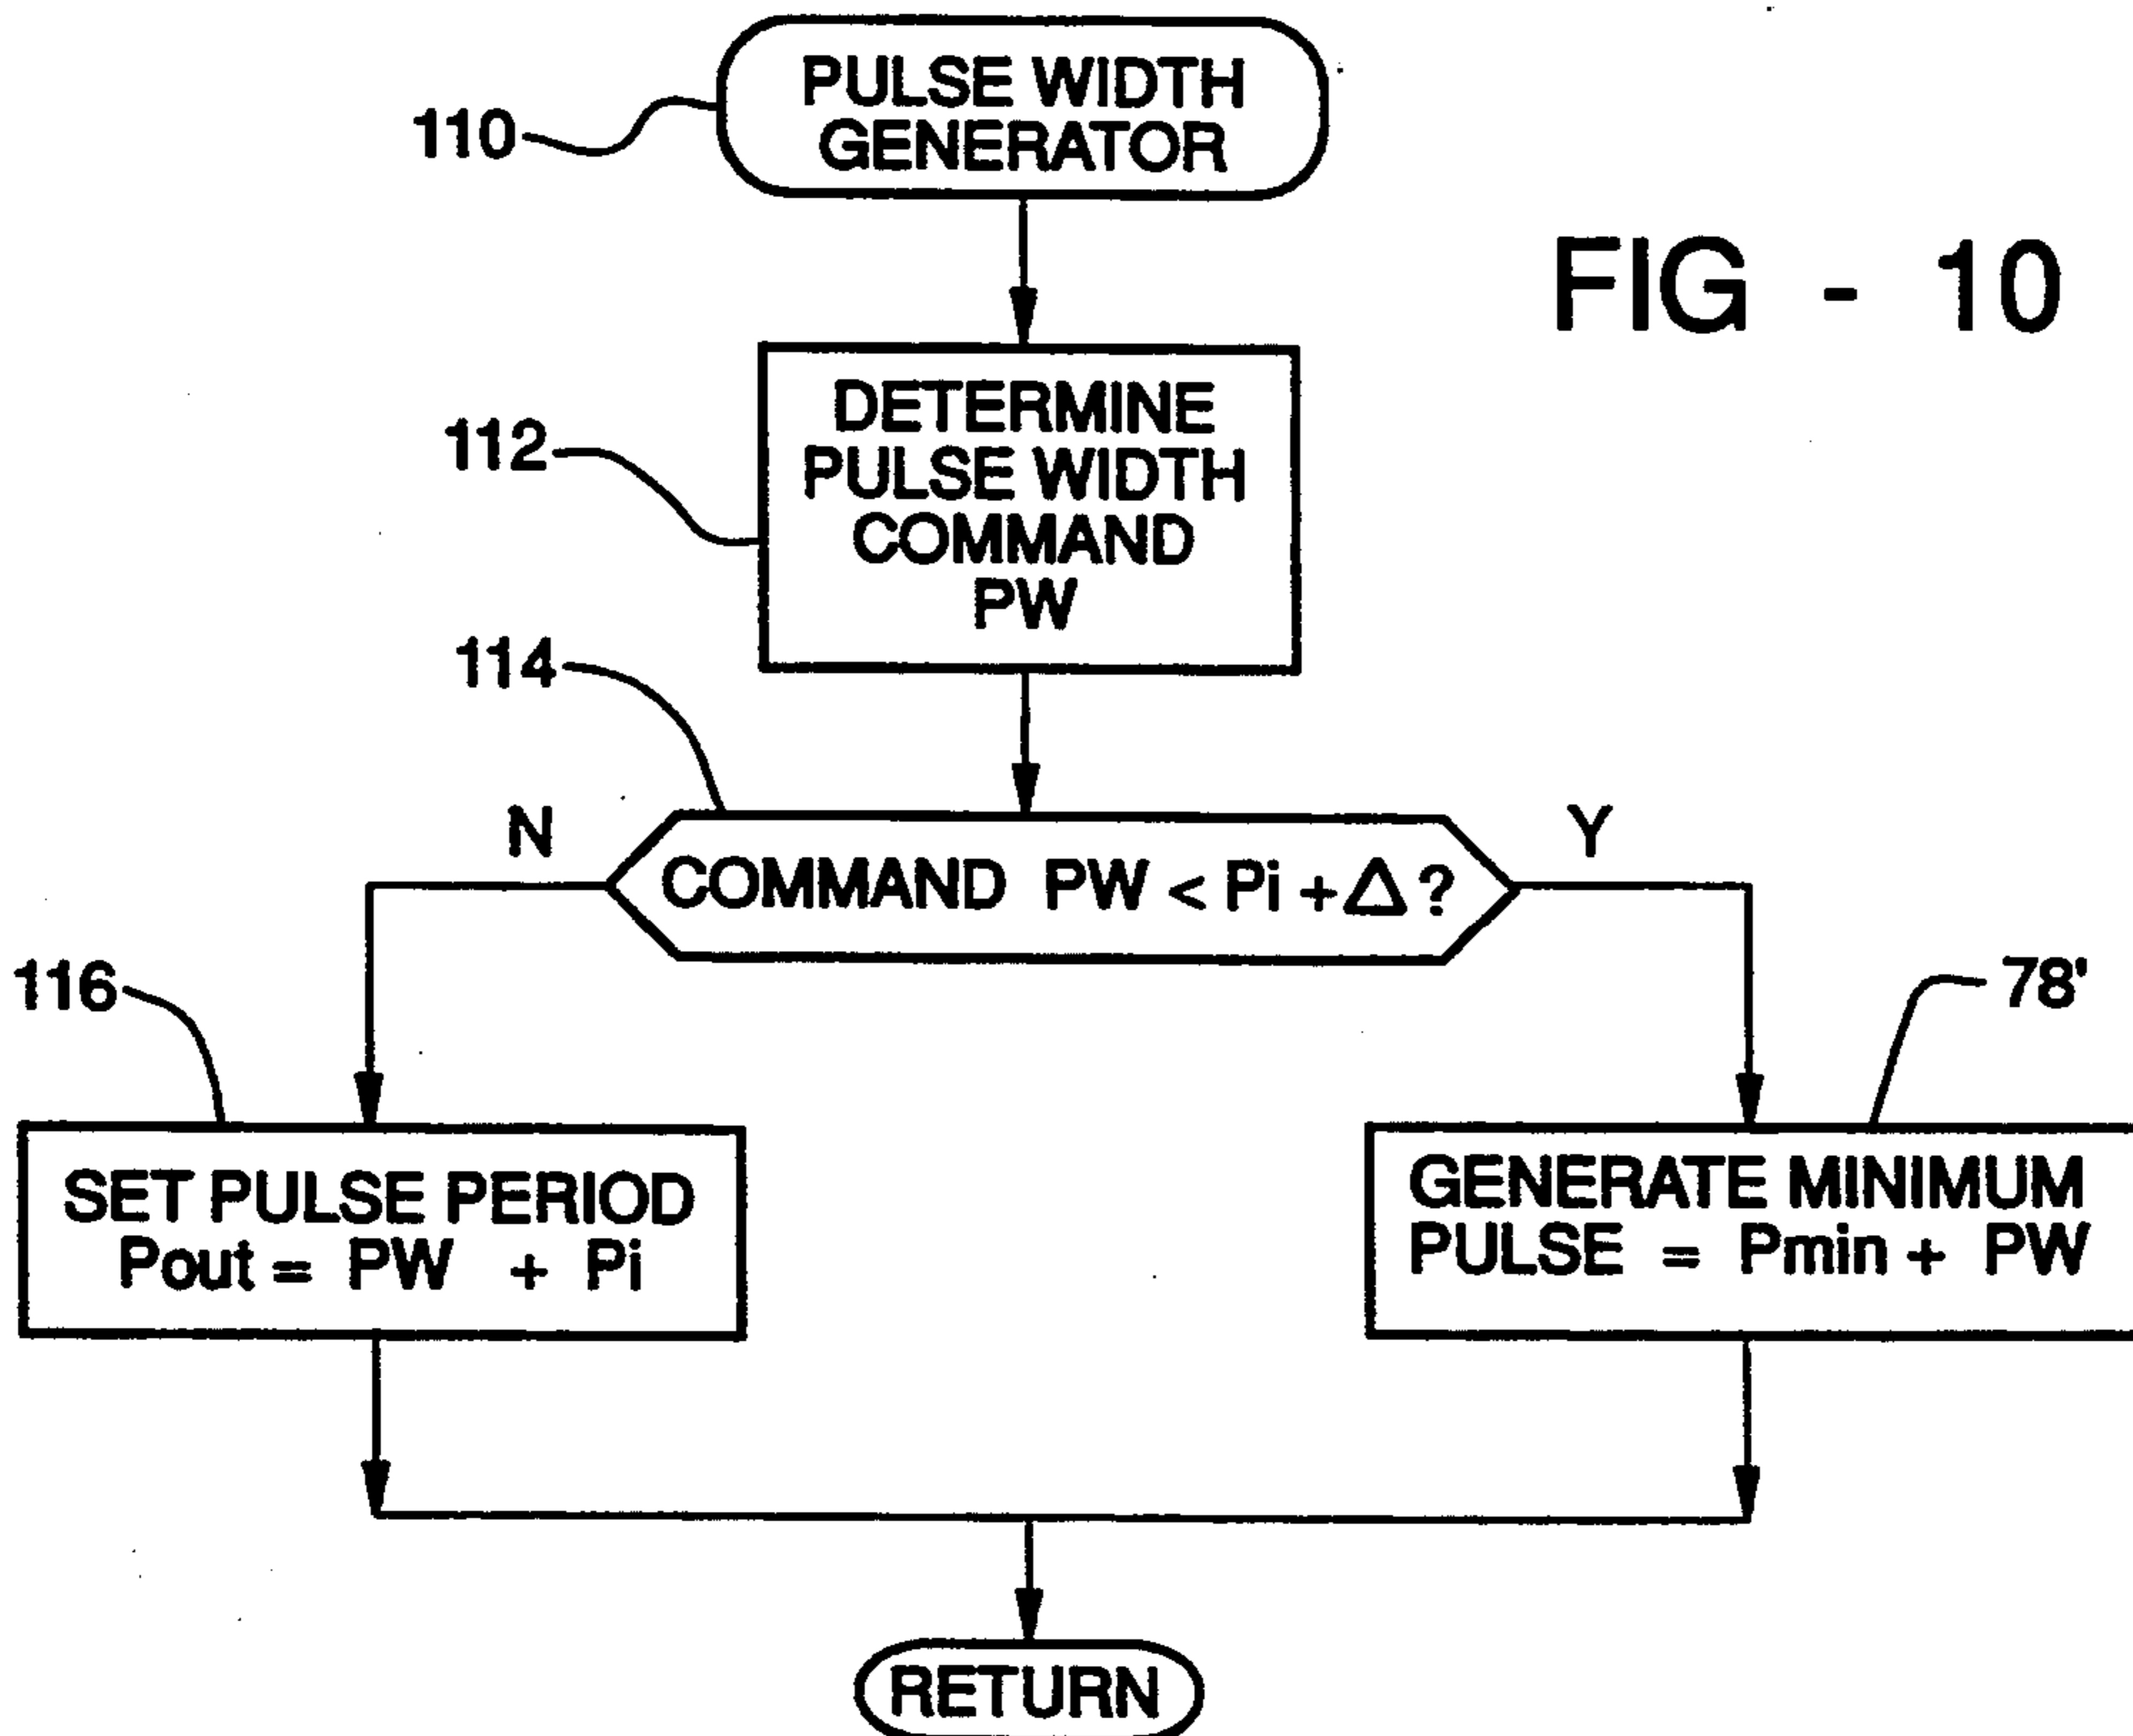 PULSE WIDTH
GENERATOR
110
FIG - 10
DETERMINE
PULSE WIDTH
COMMAND
PW
112
114
N
COMMAND PW < Pi + Δ ?
Y
116
78'
SET PULSE PERIOD
Pout = PW + Pi
GENERATE MINIMUM
PULSE = Pmin + PW
RETURN